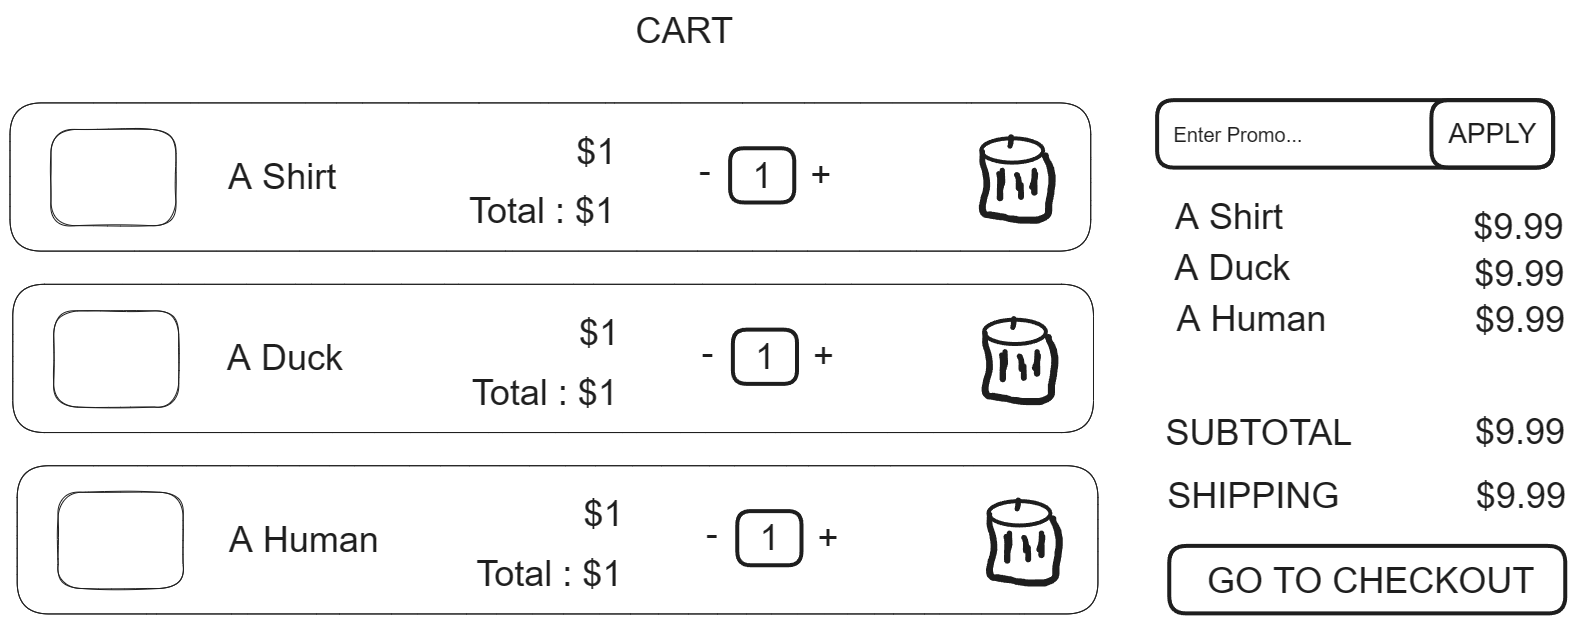 CART
A Shirt
$1
Total : $1
- 1 +
A Duck
$1
Total : $1
- 1 +
A Human
$1
Total : $1
- 1 +
Enter Promo... APPLY
A Shirt $9.99
A Duck $9.99
A Human $9.99
SUBTOTAL $9.99
SHIPPING $9.99
GO TO CHECKOUT